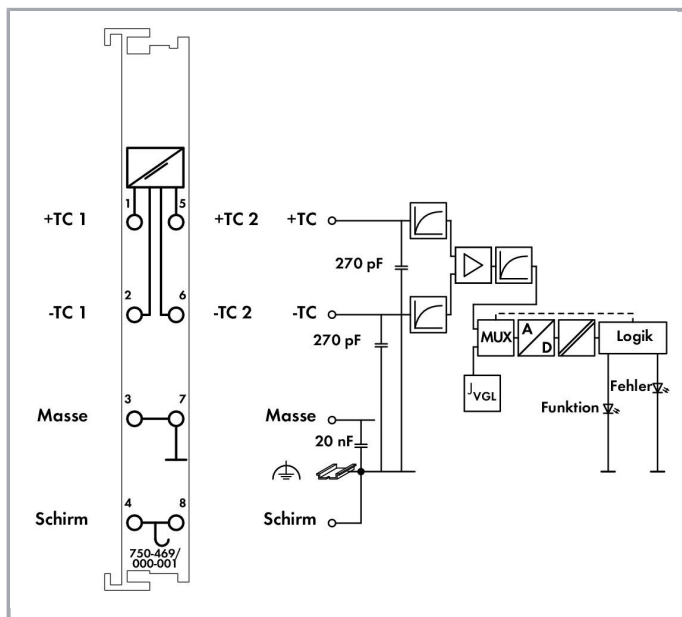 1 5
+TC 1 +TC 2 +TC
270 pF
2 6
-TC 1 -TC 2 -TC
270 pF
MUX A D Logik
J VGL
Fehler
Funktion
3 7
Masse Masse
20 nF
4 8
Schirm Schirm
750-469/
000-001